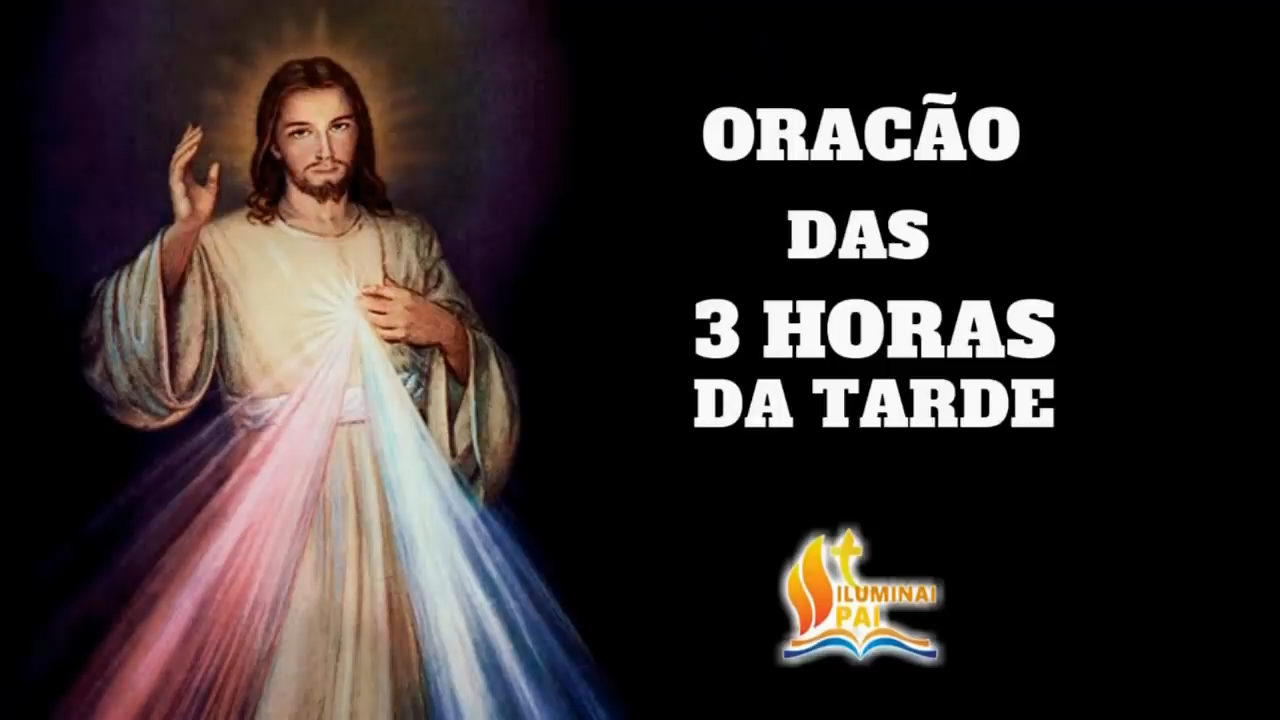 ORACÃO
DAS
3 HORAS
DA TARDE
ILUMINAI
PAI